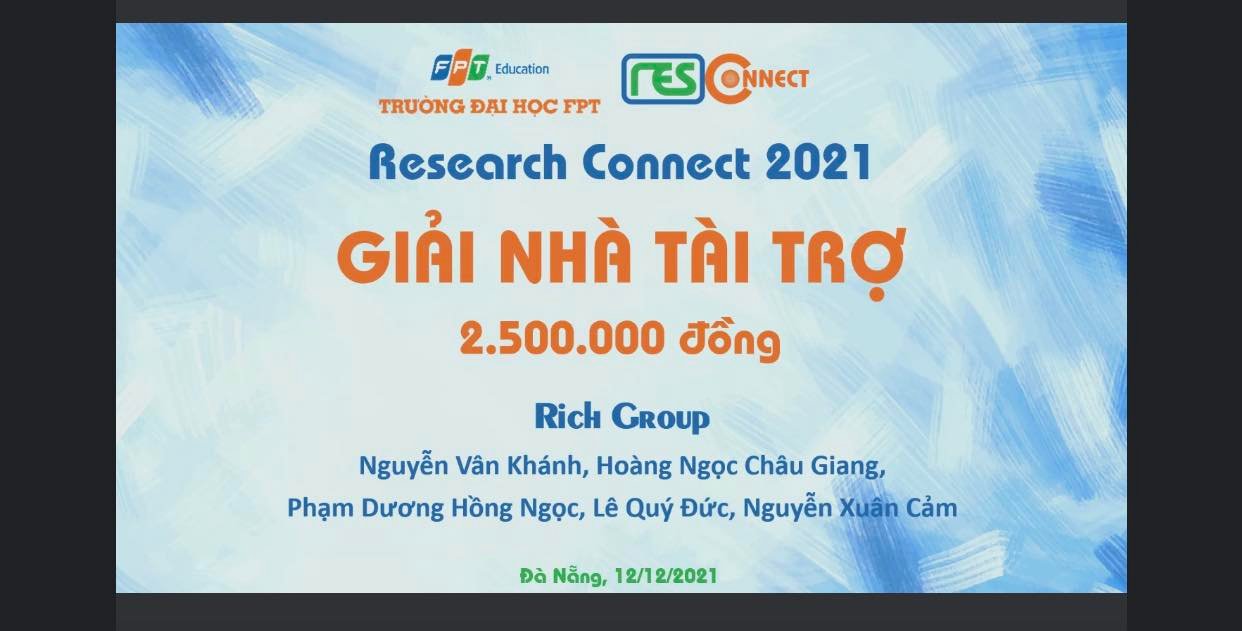 FPT Education
TRƯỜNG ĐẠI HỌC FPT
RES CONNECT
Research Connect 2021
GIẢI NHÀ TÀI TRỢ
2.500.000 đồng
Rich Group
Nguyễn Vân Khánh, Hoàng Ngọc Châu Giang,
Phạm Dương Hồng Ngọc, Lê Quý Đức, Nguyễn Xuân Cảm
Đà Nẵng, 12/12/2021